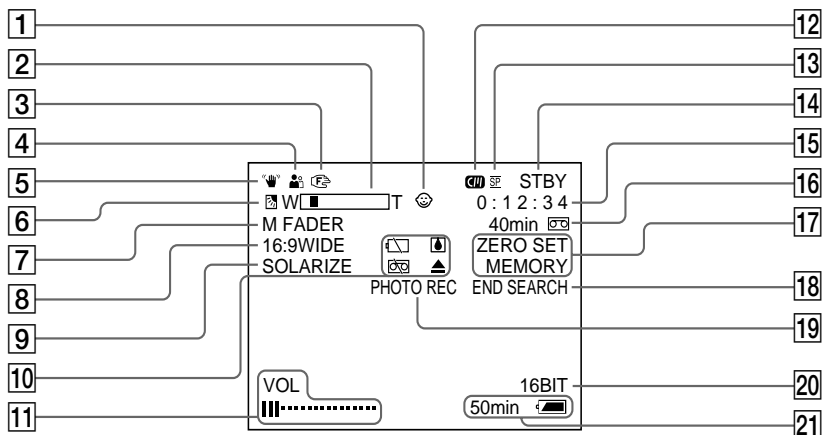 1
2
3
4
5
6
7
8
9
10
11
12
13
14
15
16
17
18
19
20
21
F
SP STBY
W T
0:12:34
M FADER
40min
16:9WIDE
ZERO SET
SOLARIZE
MEMORY
PHOTO REC
END SEARCH
VOL
16BIT
50min